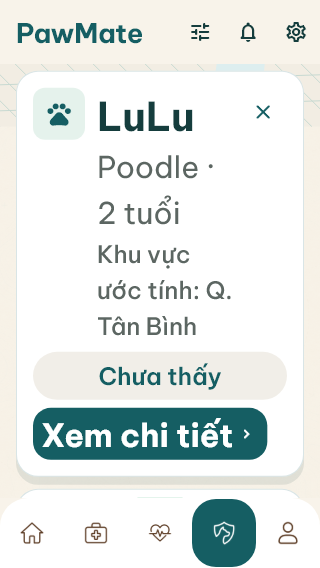 PawMate
LuLu
Poodle ·
2 tuổi
Khu vực
ước tính: Q.
Tân Bình
Chưa thấy
Xem chi tiết